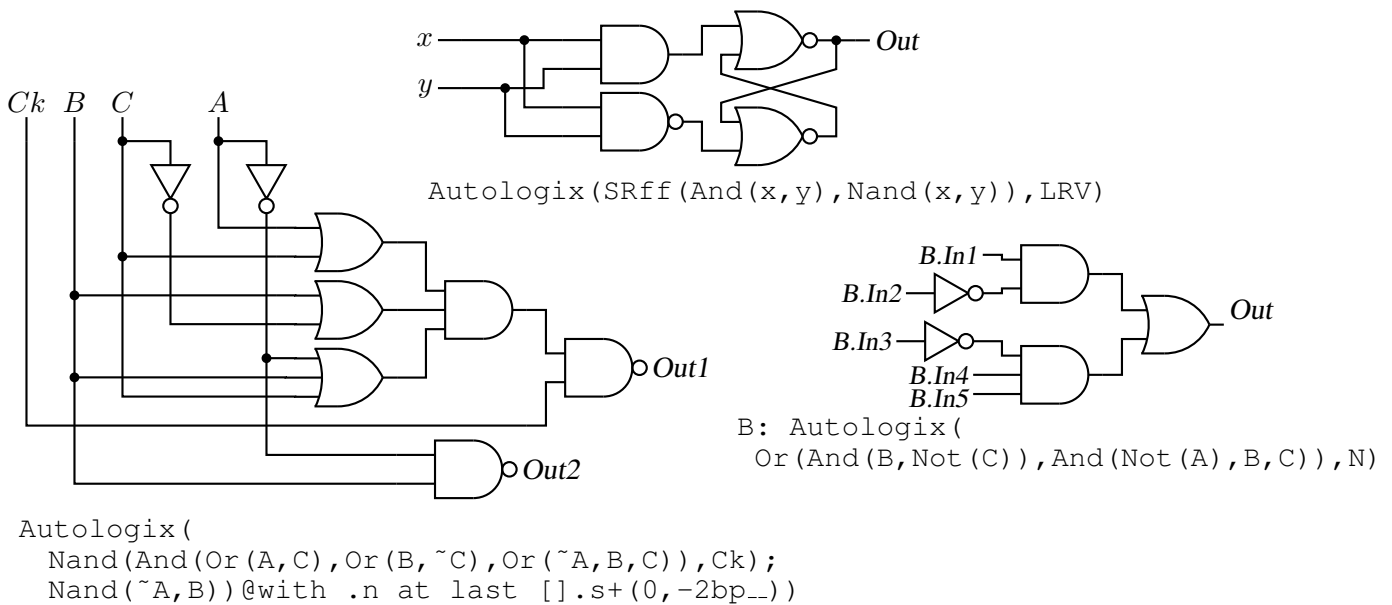 x
Out
y
Ck B C A
Autologix(SRff(And(x,y),Nand(x,y)),LRV)
B.In1
B.In2
Out
B.In3
B.In4
B.In5
Out1
B: Autologix(
Or(And(B,Not(C)),And(Not(A),B,C)),N)
Out2
Autologix(
Nand(And(Or(A,C),Or(B,~C),Or(~A,B,C)),Ck);
Nand(~A,B))@with .n at last [].s+(0,-2bp__))